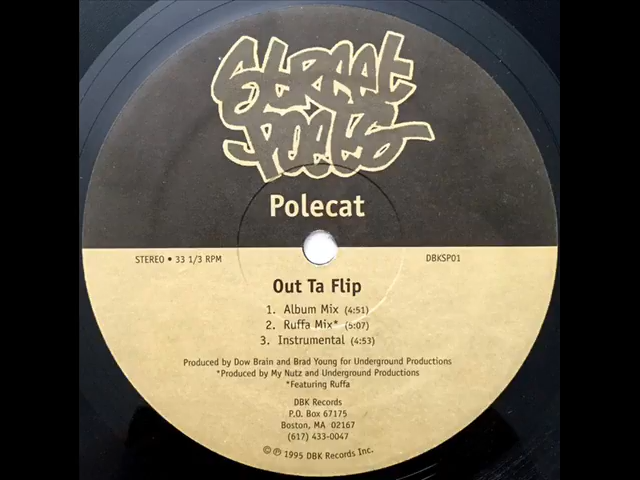 Street
Poets
Polecat
STEREO • 33 1/3 RPM
DBKSP01
Out Ta Flip
1. Album Mix (4:51)
2. Ruffa Mix* (5:07)
3. Instrumental (4:53)
Produced by Dow Brain and Brad Young for Underground Productions
*Produced by My Nutz and Underground Productions
*Featuring Ruffa
DBK Records
P.O. Box 67175
Boston, MA 02167
(617) 433-0047
©℗ 1995 DBK Records Inc.